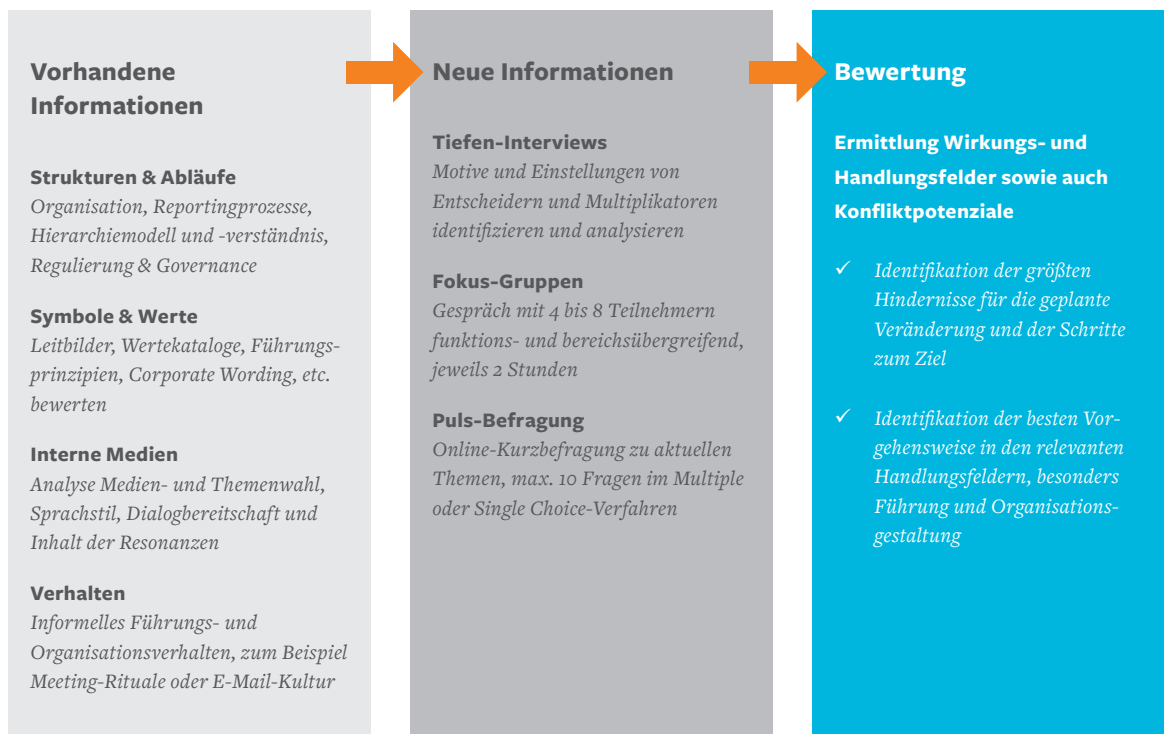 Vorhandene
Informationen
Strukturen & Abläufe
Organisation, Reportingprozesse,
Hierarchiemodell und -verständnis,
Regulierung & Governance
Symbole & Werte
Leitbilder, Wertekataloge, Führungs-
prinzipien, Corporate Wording, etc.
bewerten
Interne Medien
Analyse Medien- und Themenwahl,
Sprachstil, Dialogbereitschaft und
Inhalt der Resonanzen
Verhalten
Informelles Führungs- und
Organisationsverhalten, zum Beispiel
Meeting-Rituale oder E-Mail-Kultur
Neue Informationen
Tiefen-Interviews
Motive und Einstellungen von
Entscheidern und Multiplikatoren
identifizieren und analysieren
Fokus-Gruppen
Gespräch mit 4 bis 8 Teilnehmern
funktions- und bereichsübergreifend,
jeweils 2 Stunden
Puls-Befragung
Online-Kurzbefragung zu aktuellen
Themen, max. 10 Fragen im Multiple
oder Single Choice-Verfahren
Bewertung
Ermittlung Wirkungs- und
Handlungsfelder sowie auch
Konfliktpotenziale
✓ Identifikation der größten
Hindernisse für die geplante
Veränderung und der Schritte
zum Ziel
✓ Identifikation der besten Vor-
gehensweise in den relevanten
Handlungsfeldern, besonders
Führung und Organisations-
gestaltung